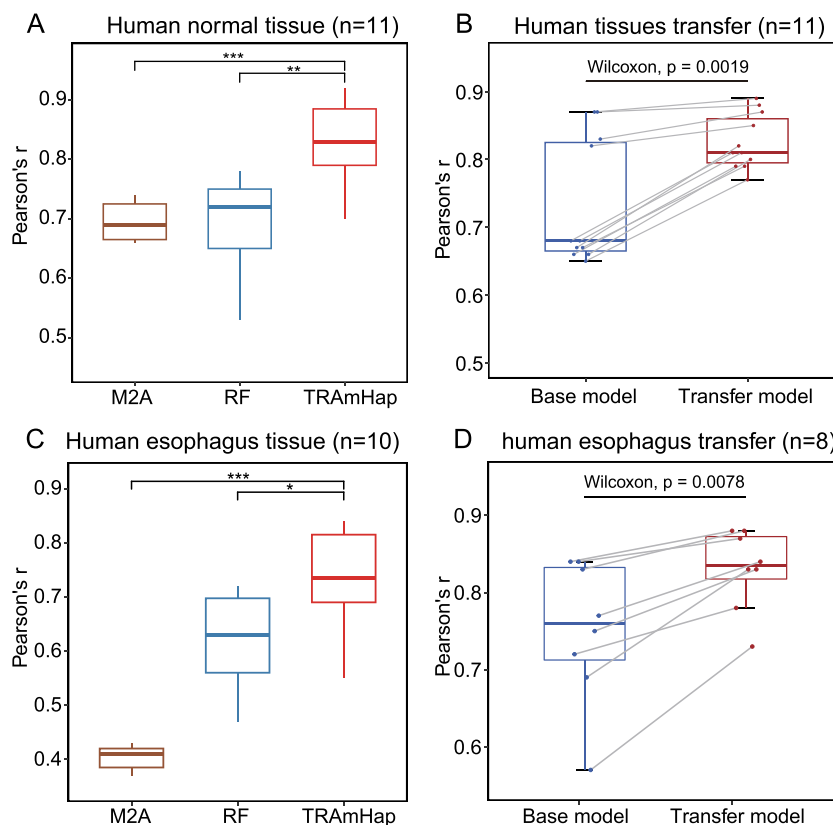 A
Human normal tissue (n=11)
***
**
0.9
0.8
0.7
0.6
0.5
Pearson's r
M2A
RF
TRAmHap
B
Human tissues transfer (n=11)
Wilcoxon, p = 0.0019
0.9
0.8
0.7
0.6
0.5
Pearson's r
Base model
Transfer model
C
Human esophagus tissue (n=10)
***
*
0.9
0.8
0.7
0.6
0.5
0.4
Pearson's r
M2A
RF
TRAmHap
D
human esophagus transfer (n=8)
Wilcoxon, p = 0.0078
0.9
0.8
0.7
0.6
Pearson's r
Base model
Transfer model